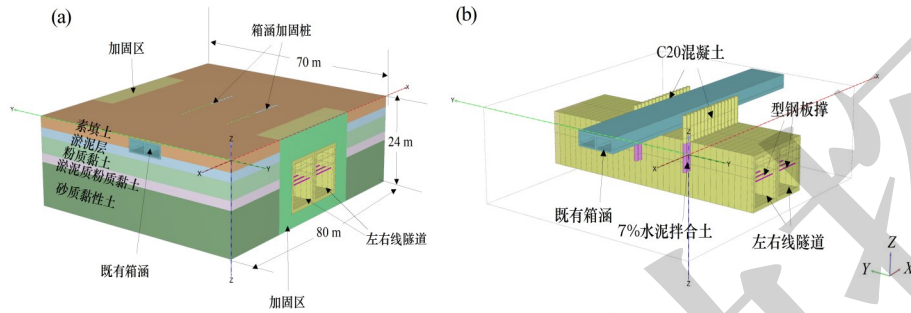 (a)
箱涵加固桩
加固区
70 m
X
Y
Z
24 m
素填土
淤泥层
粉质黏土
淤泥质粉质黏土
砂质黏性土
X
Y
80 m
左右线隧道
既有箱涵
Z
加固区
(b)
C20混凝土
X
型钢板撑
Y
Z
X
Y
既有箱涵
7%水泥拌合土
左右线隧道
Z
Z
Y
X